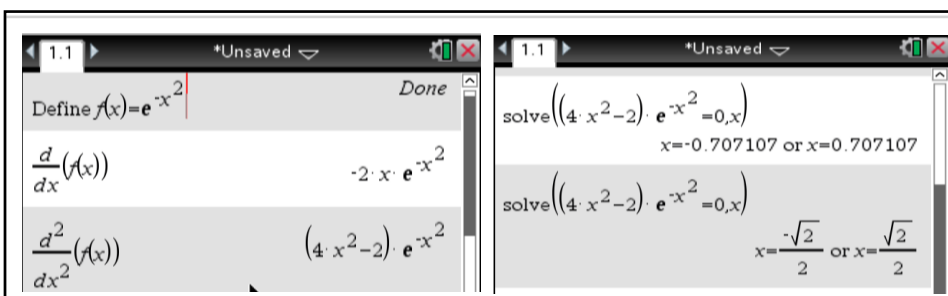 1.1
*Unsaved
Define f(x)=e^-x^2
Done
d/dx(f(x))
-2·x·e^-x^2
d^2/dx^2(f(x))
(4·x^2-2)·e^-x^2
1.1
*Unsaved
solve((4·x^2-2)·e^-x^2=0,x)
x=-0.707107 or x=0.707107
solve((4·x^2-2)·e^-x^2=0,x)
x=-√2/2 or x=√2/2